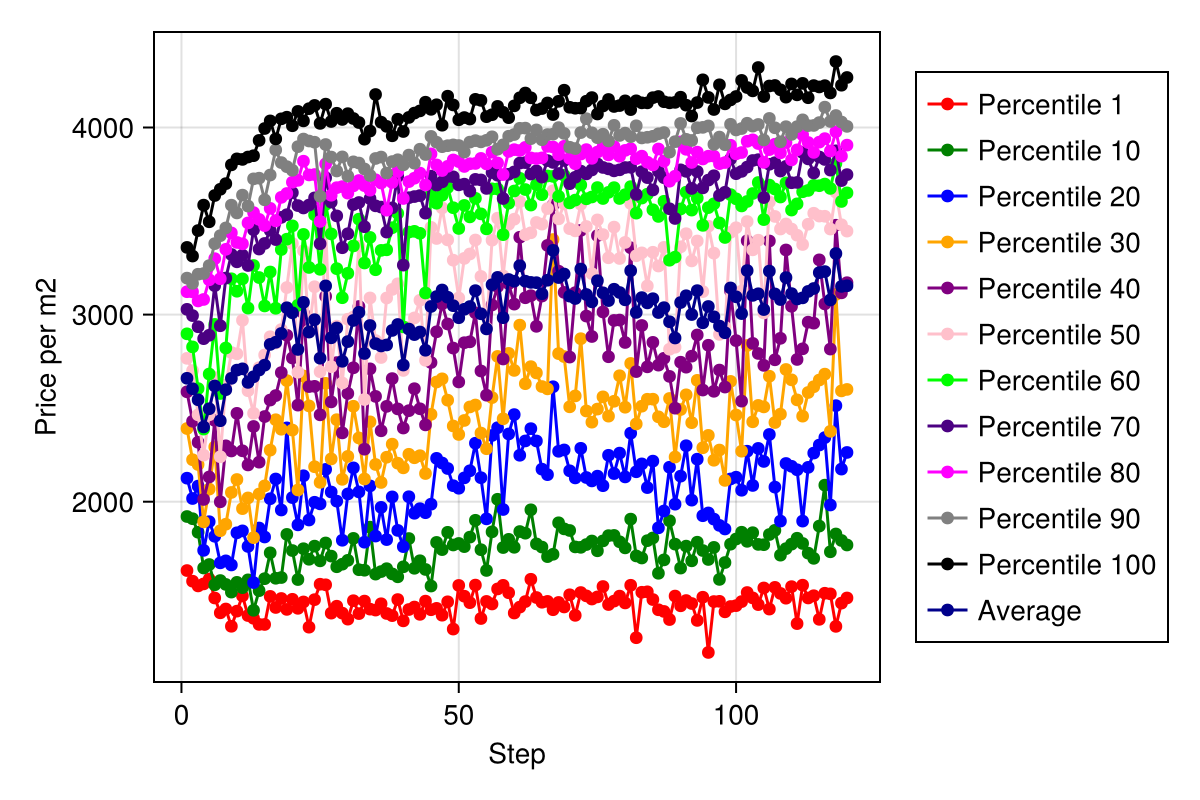 4000
3000
2000
Price per m2
0
50
100
Step
Percentile 1
Percentile 10
Percentile 20
Percentile 30
Percentile 40
Percentile 50
Percentile 60
Percentile 70
Percentile 80
Percentile 90
Percentile 100
Average